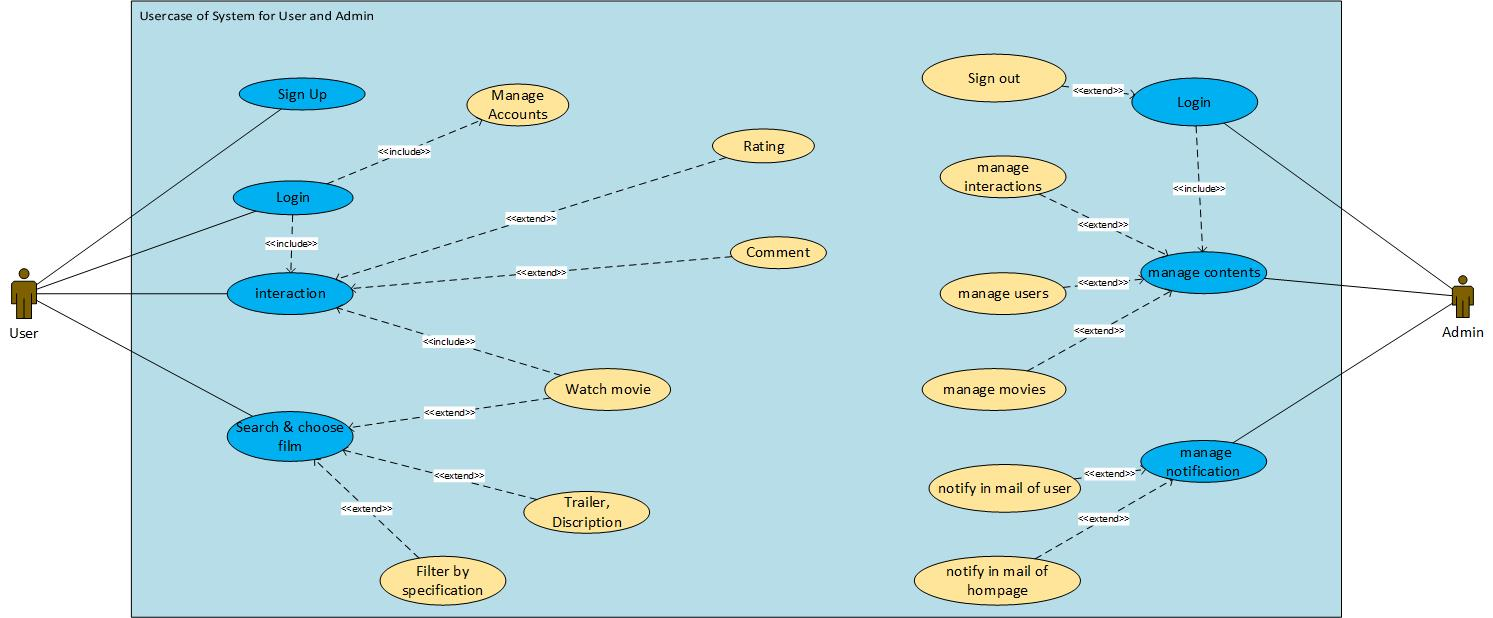 Usercase of System for User and Admin
Sign Up
Manage
Accounts
<<include>>
Login
<<include>>
interaction
Rating
<<extend>>
Comment
<<extend>>
<<include>>
Watch movie
<<extend>>
Search & choose
film
<<extend>>
Trailer,
Discription
<<extend>>
Filter by
specification
User
Sign out
<<extend>>
Login
<<include>>
manage
interactions
<<extend>>
manage contents
manage users
<<extend>>
<<extend>>
manage movies
manage
notification
<<extend>>
notify in mail of user
<<extend>>
notify in mail of
hompage
Admin